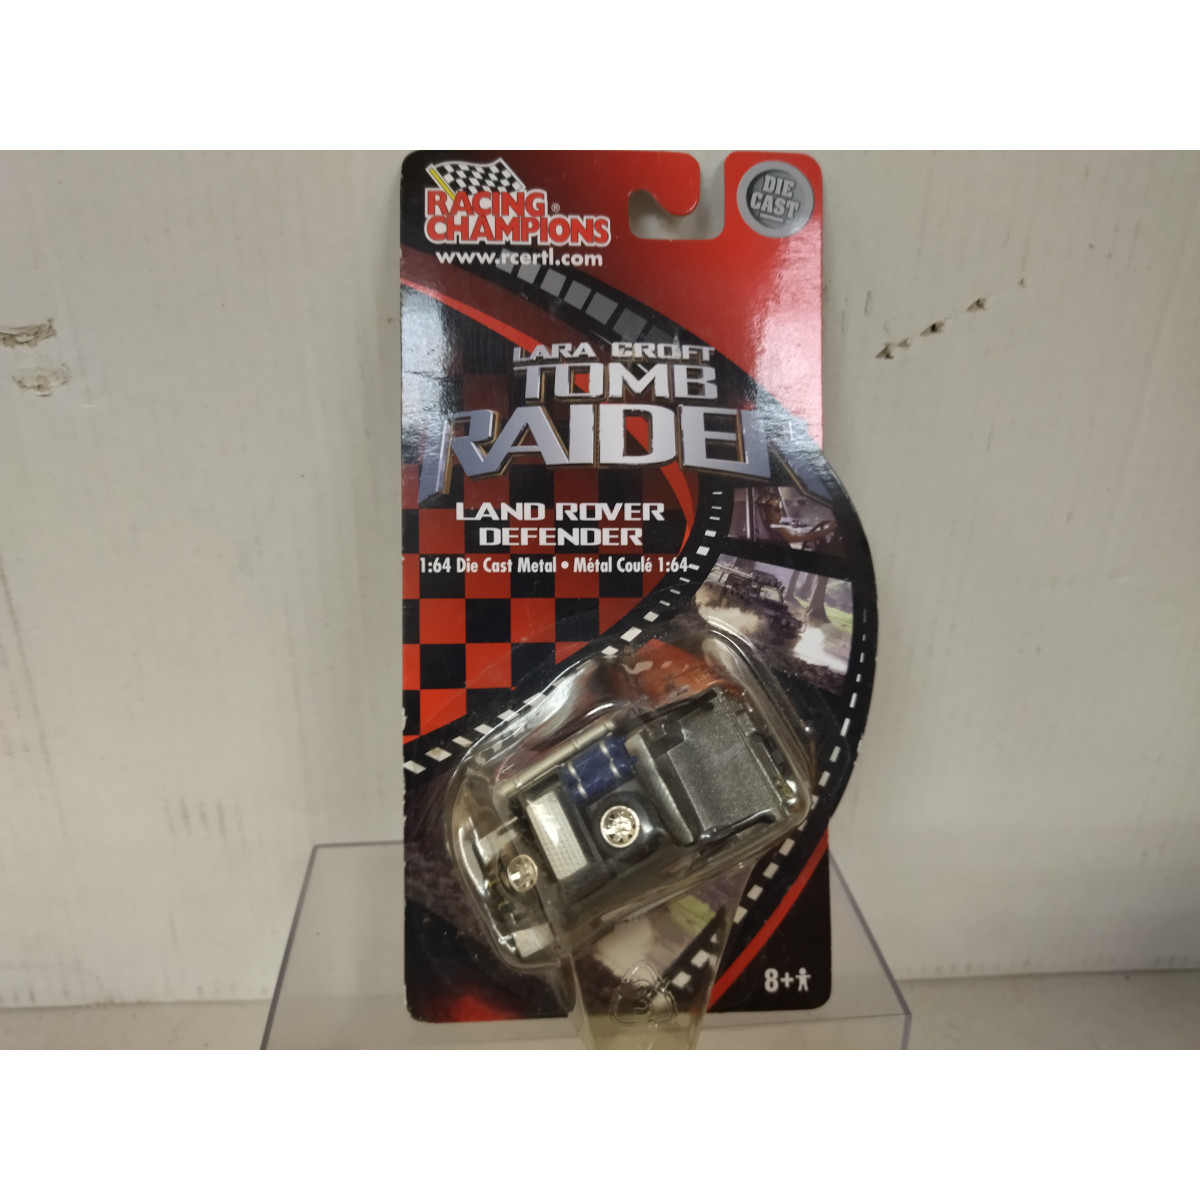 RACING®
CHAMPIONS
www.rcertl.com
DIE
CAST
LARA CROFT
TOMB
RAIDER
LAND ROVER
DEFENDER
1:64 Die Cast Metal • Métal Coulé 1:64
8+
3